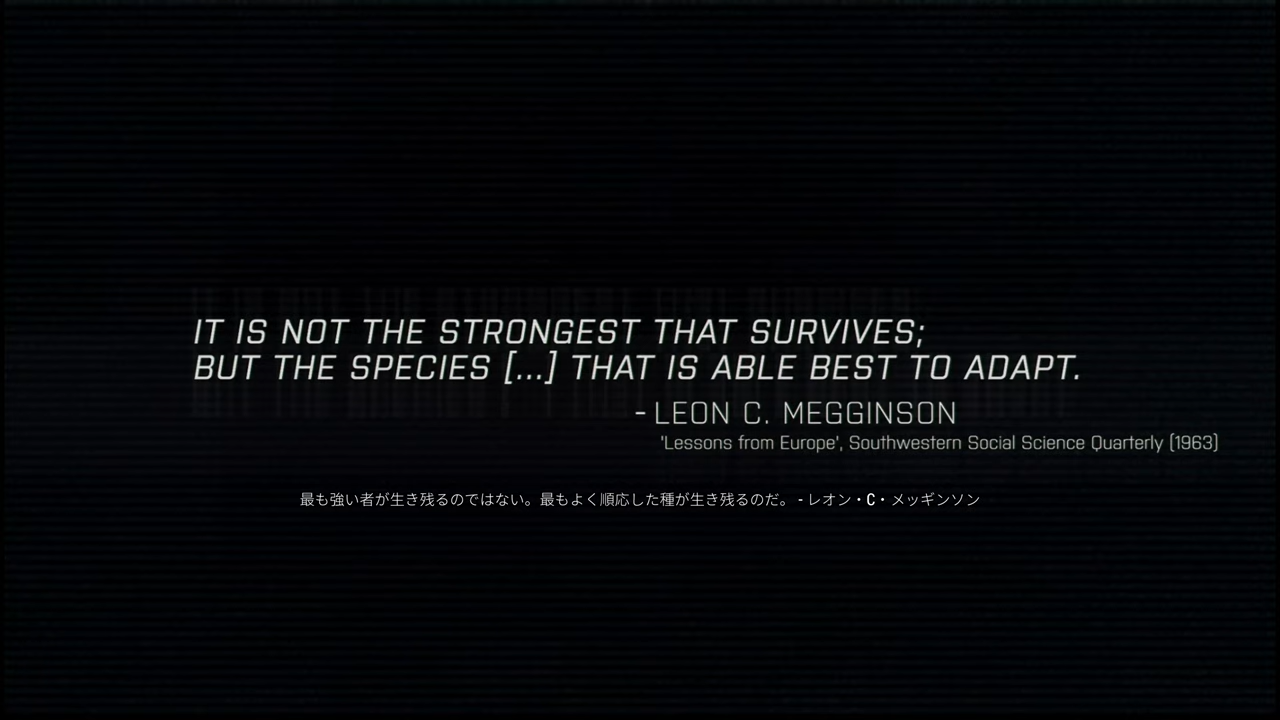 IT IS NOT THE STRONGEST THAT SURVIVES;
BUT THE SPECIES [...] THAT IS ABLE BEST TO ADAPT.
- LEON C. MEGGINSON
'Lessons from Europe', Southwestern Social Science Quarterly (1963)
最も強い者が生き残るのではない。最もよく順応した種が生き残るのだ。 - レオン・C・メッギンソン